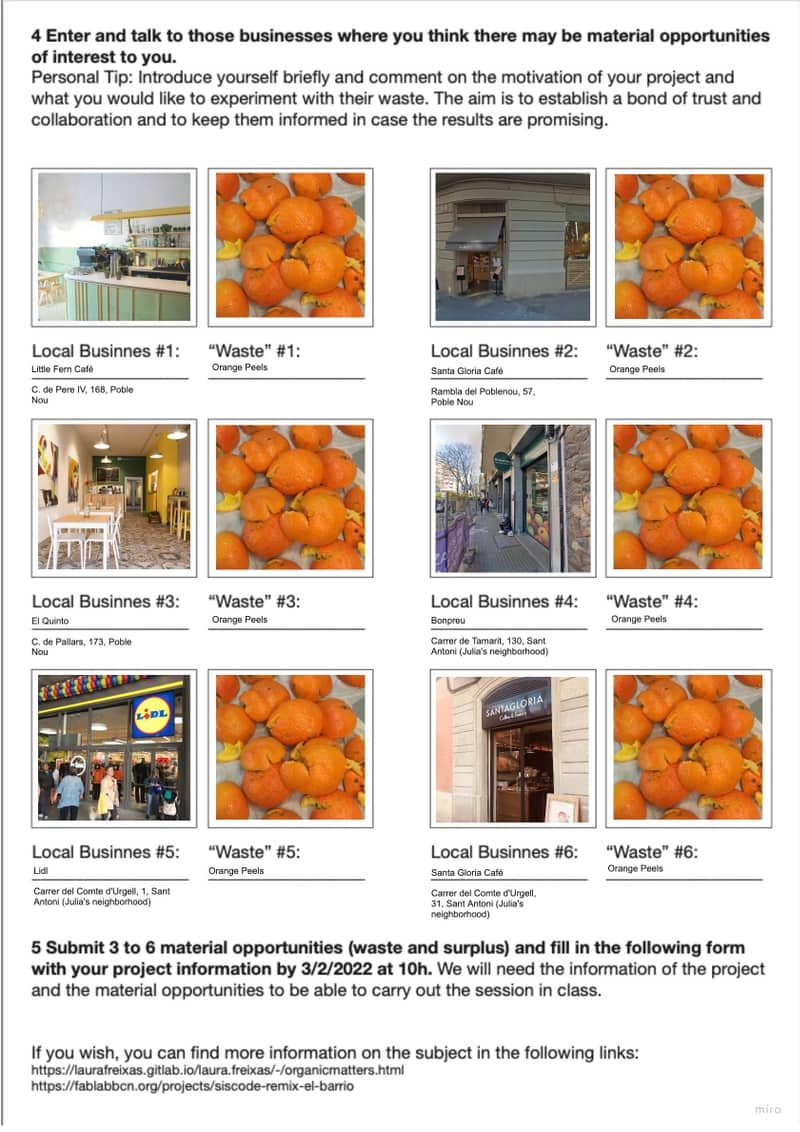 4 Enter and talk to those businesses where you think there may be material opportunities
of interest to you.
Personal Tip: Introduce yourself briefly and comment on the motivation of your project and
what you would like to experiment with their waste. The aim is to establish a bond of trust and
collaboration and to keep them informed in case the results are promising.
Local Businnes #1:
Little Fern Café
C. de Pere IV, 168, Poble
Nou
“Waste” #1:
Orange Peels
Local Businnes #2:
Santa Gloria Café
Rambla del Poblenou, 57,
Poble Nou
“Waste” #2:
Orange Peels
Local Businnes #3:
El Quinto
C. de Pallars, 173, Poble
Nou
“Waste” #3:
Orange Peels
Local Businnes #4:
Bonpreu
Carrer de Tamarit, 130, Sant
Antoni (Julia's neighborhood)
“Waste” #4:
Orange Peels
LIDL
Local Businnes #5:
Lidl
Carrer del Comte d'Urgell, 1, Sant
Antoni (Julia's neighborhood)
“Waste” #5:
Orange Peels
SANTAGLORIA
Coffee & Bakery
Local Businnes #6:
Santa Gloria Café
Carrer del Comte d'Urgell,
31, Sant Antoni (Julia's
neighborhood)
“Waste” #6:
Orange Peels
5 Submit 3 to 6 material opportunities (waste and surplus) and fill in the following form
with your project information by 3/2/2022 at 10h. We will need the information of the project
and the material opportunities to be able to carry out the session in class.
If you wish, you can find more information on the subject in the following links:
https://laurafreixas.gitlab.io/laura.freixas/-/organicmatters.html
https://fablabbcn.org/projects/siscode-remix-el-barrio
miro